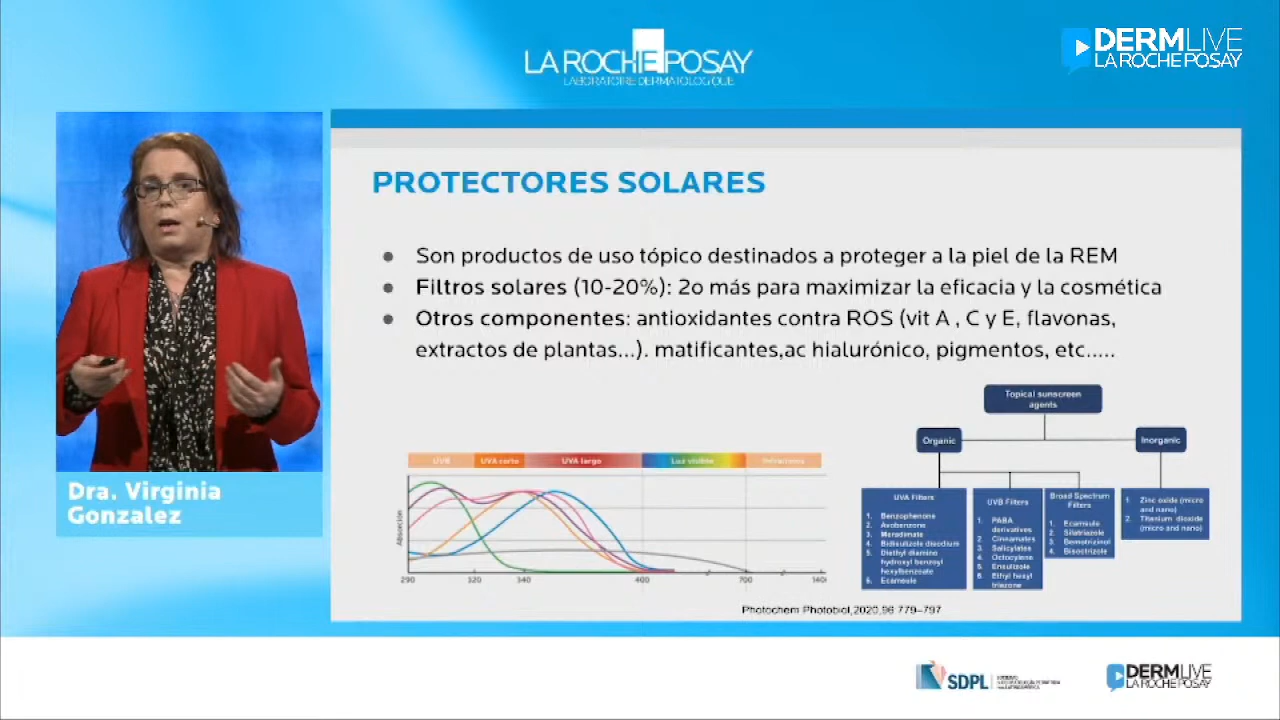 LA ROCHE POSAY
LABORATOIRE DERMATOLOGIQUE
DERMLIVE
LA ROCHE POSAY
PROTECTORES SOLARES
● Son productos de uso tópico destinados a proteger a la piel de la REM
● Filtros solares (10-20%): 2o más para maximizar la eficacia y la cosmética
● Otros componentes: antioxidantes contra ROS (vit A , C y E, flavonas,
extractos de plantas...). matificantes,ac hialurónico, pigmentos, etc.....
Dra. Virginia
Gonzalez
UVB UVA corto UVA largo Luz visible Infrarrojos
Absorcion
290 320 340 400 700 140
Topical sunscreen
agents
Organic
Inorganic
UVA Filters
1. Benzophenone
2. Avobenzone
3. Meradimate
4. Bidisulizole disodium
5. Diethyl diamino
hydroxyl benzoyl
hexylbenzoate
6. Ecamsule
UVB Filters
1. PABA
derivatives
2. Cinnamates
3. Salicylates
4. Octocylene
5. Ensulizole
6. Ethyl hexyl
triazone
Broad Spectrum
Filters
1. Ecamsule
2. Silatriazole
3. Bemotrizinol
4. Bisoctrizole
1. Zinc oxide (micro
and nano)
2. Titanium dioxide
(micro and nano)
Photochem Photobiol,2020,96 779–797
SDPL
DERMLIVE
LA ROCHE POSAY